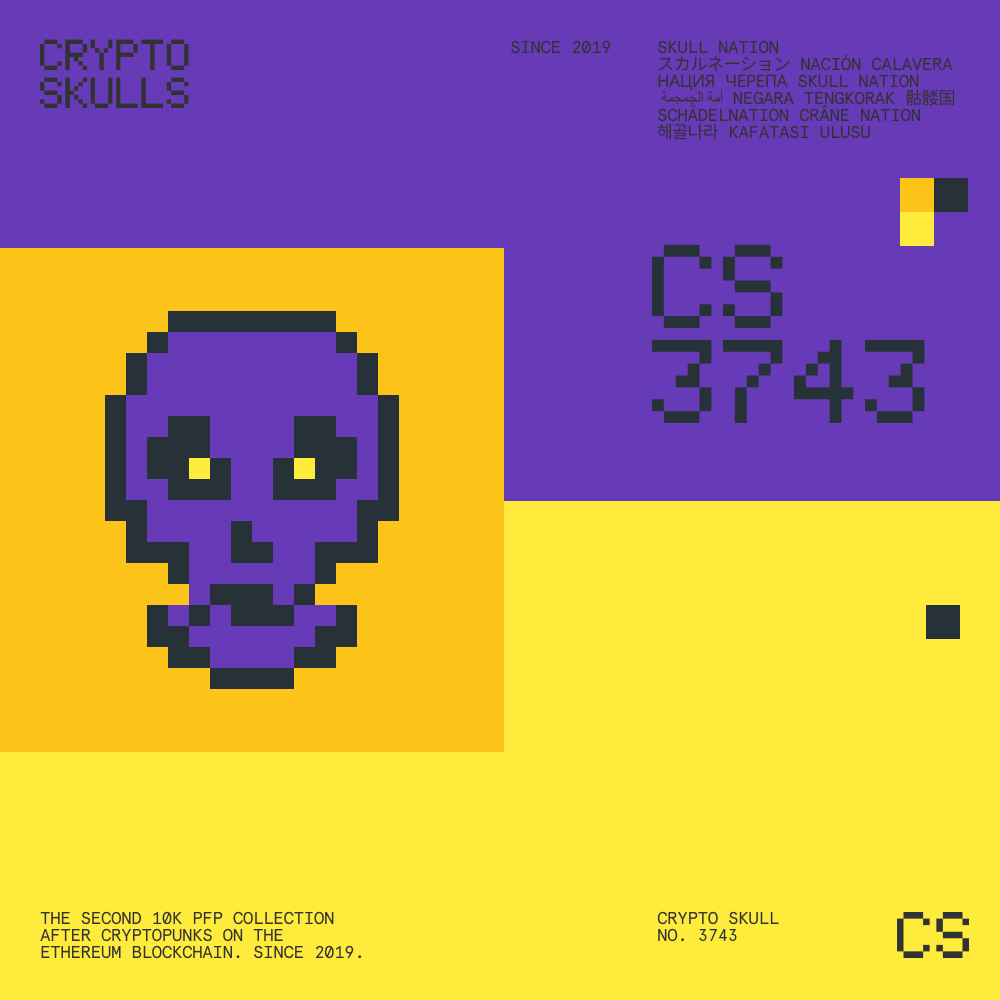 CRYPTO
SKULLS
SINCE 2019
SKULL NATION
スカルネーション NACIÓN CALAVERA
НАЦИЯ ЧЕРЕПА SKULL NATION
أمة الجمجمة NEGARA TENGKORAK 骷髅国
SCHÄDELNATION CRÂNE NATION
해골나라 KAFATASI ULUSU
CS
3743
THE SECOND 10K PFP COLLECTION
AFTER CRYPTOPUNKS ON THE
ETHEREUM BLOCKCHAIN. SINCE 2019.
CRYPTO SKULL
NO. 3743
CS